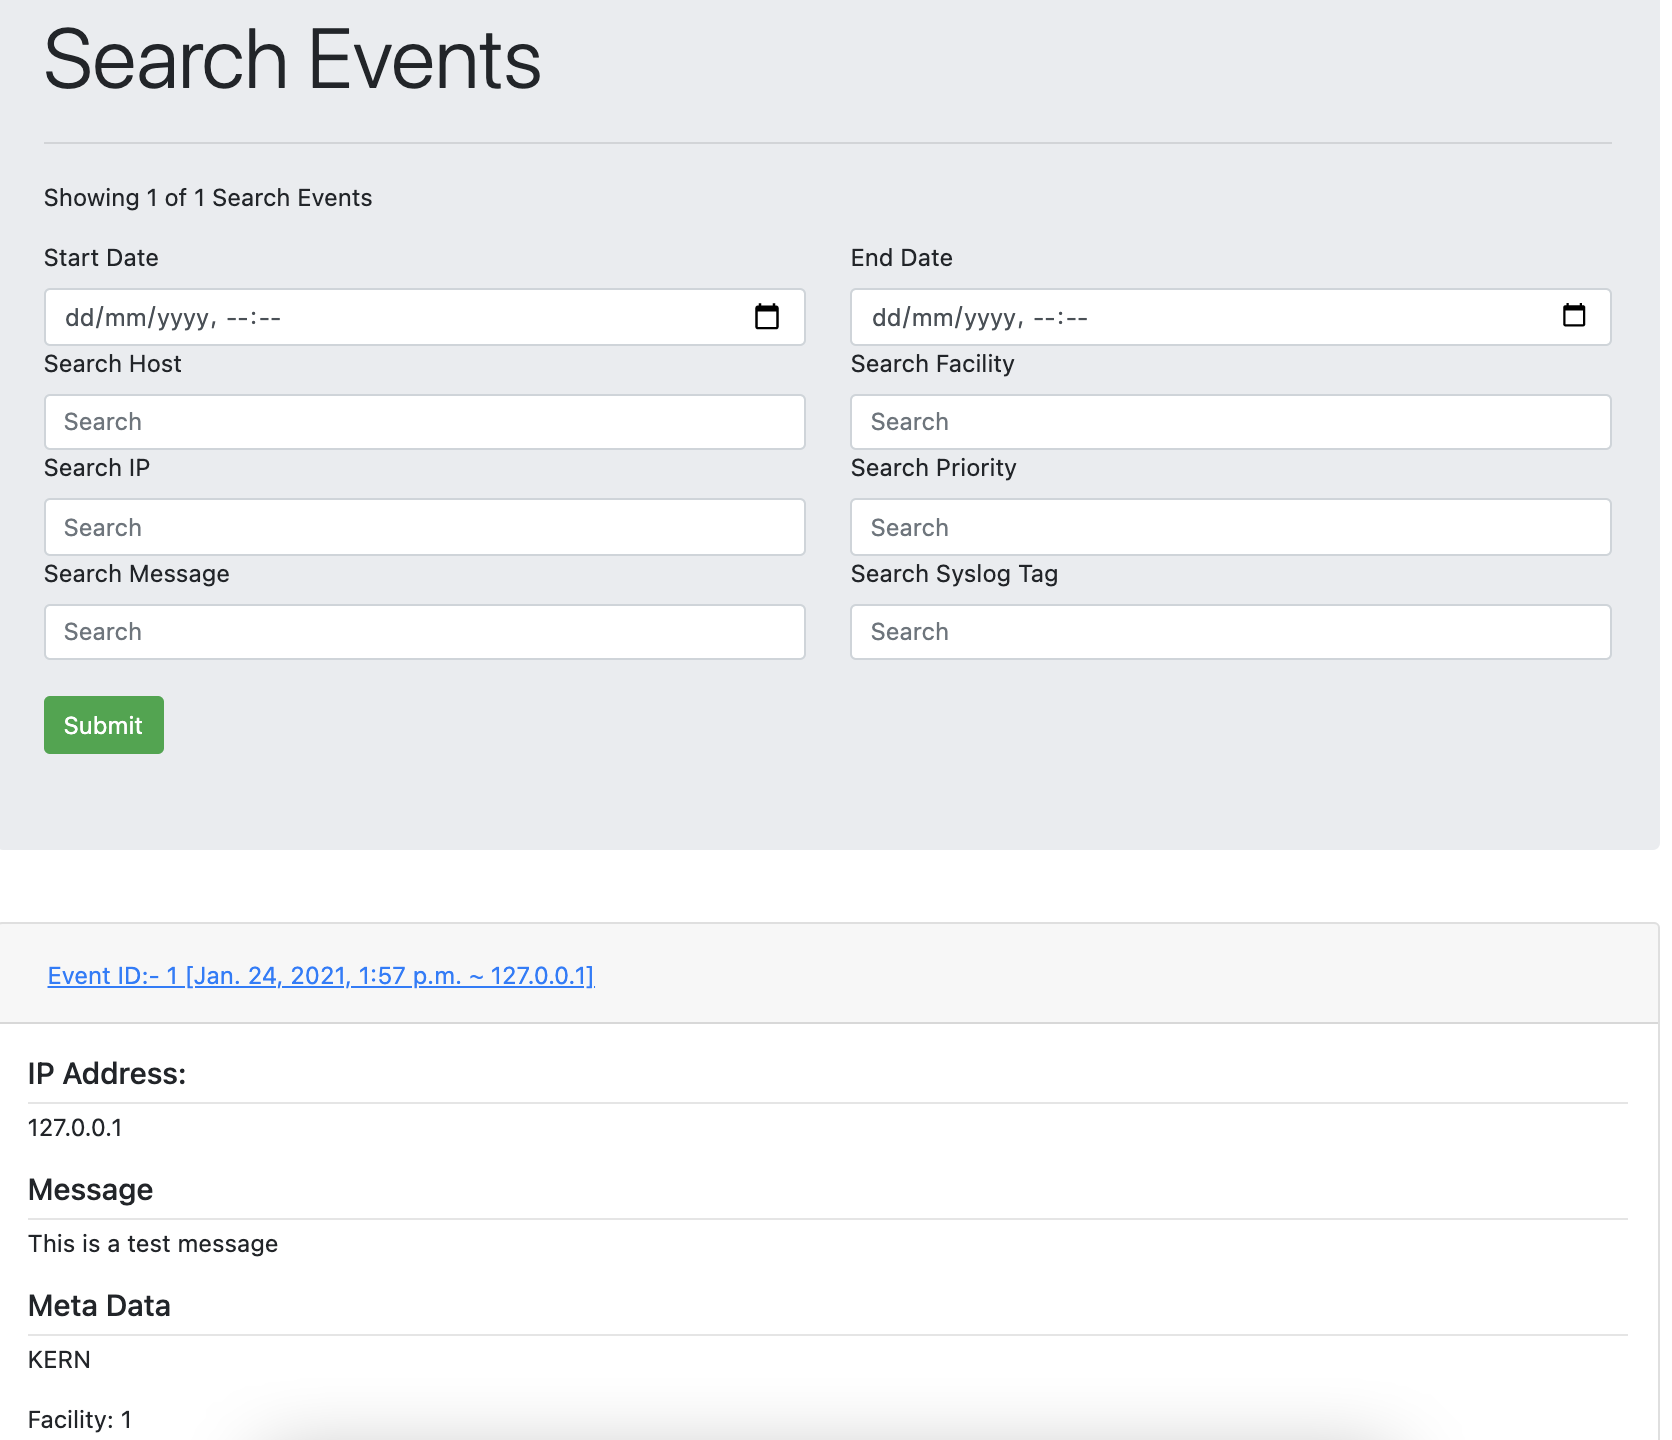 Search Events
Showing 1 of 1 Search Events
Start Date
End Date
dd/mm/yyyy, --:--
dd/mm/yyyy, --:--
Search Host
Search Facility
Search
Search
Search IP
Search Priority
Search
Search
Search Message
Search Syslog Tag
Search
Search
Submit
Event ID:- 1 [Jan. 24, 2021, 1:57 p.m. ~ 127.0.0.1]
IP Address:
127.0.0.1
Message
This is a test message
Meta Data
KERN
Facility: 1